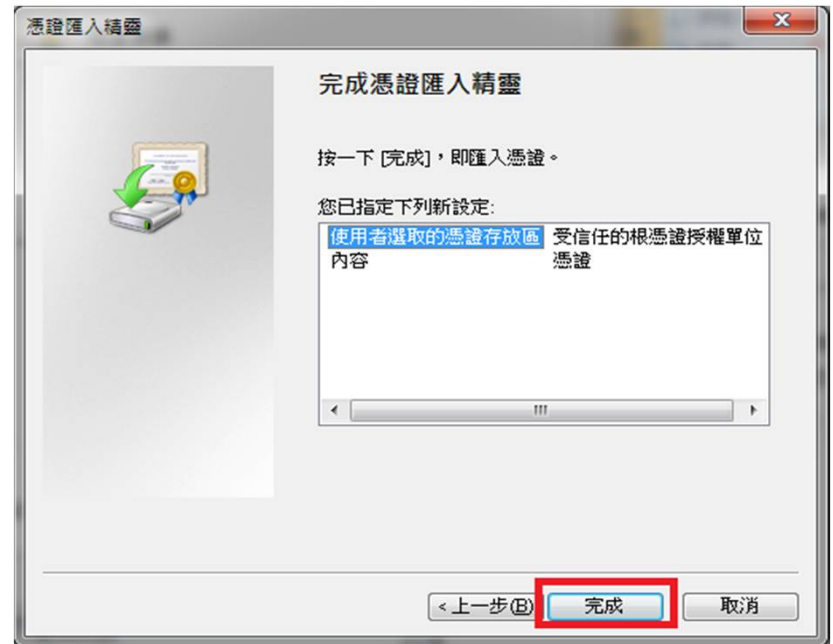 憑證匯入精靈
完成憑證匯入精靈
按一下 [完成]，即匯入憑證。
您已指定下列新設定:
使用者選取的憑證存放區 受信任的根憑證授權單位
內容 憑證
<上一步(B) 完成 取消